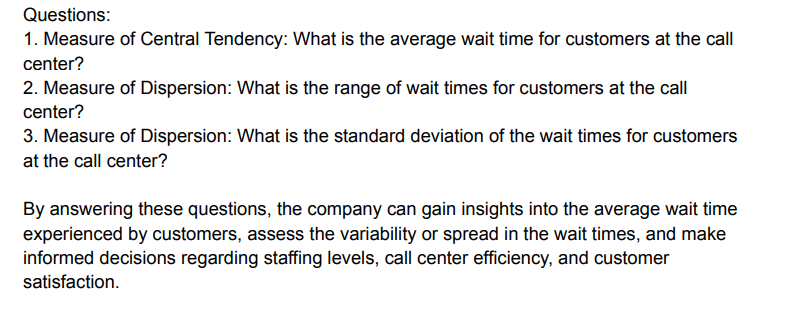 Questions:
1. Measure of Central Tendency: What is the average wait time for customers at the call
center?
2. Measure of Dispersion: What is the range of wait times for customers at the call
center?
3. Measure of Dispersion: What is the standard deviation of the wait times for customers
at the call center?
By answering these questions, the company can gain insights into the average wait time
experienced by customers, assess the variability or spread in the wait times, and make
informed decisions regarding staffing levels, call center efficiency, and customer
satisfaction.